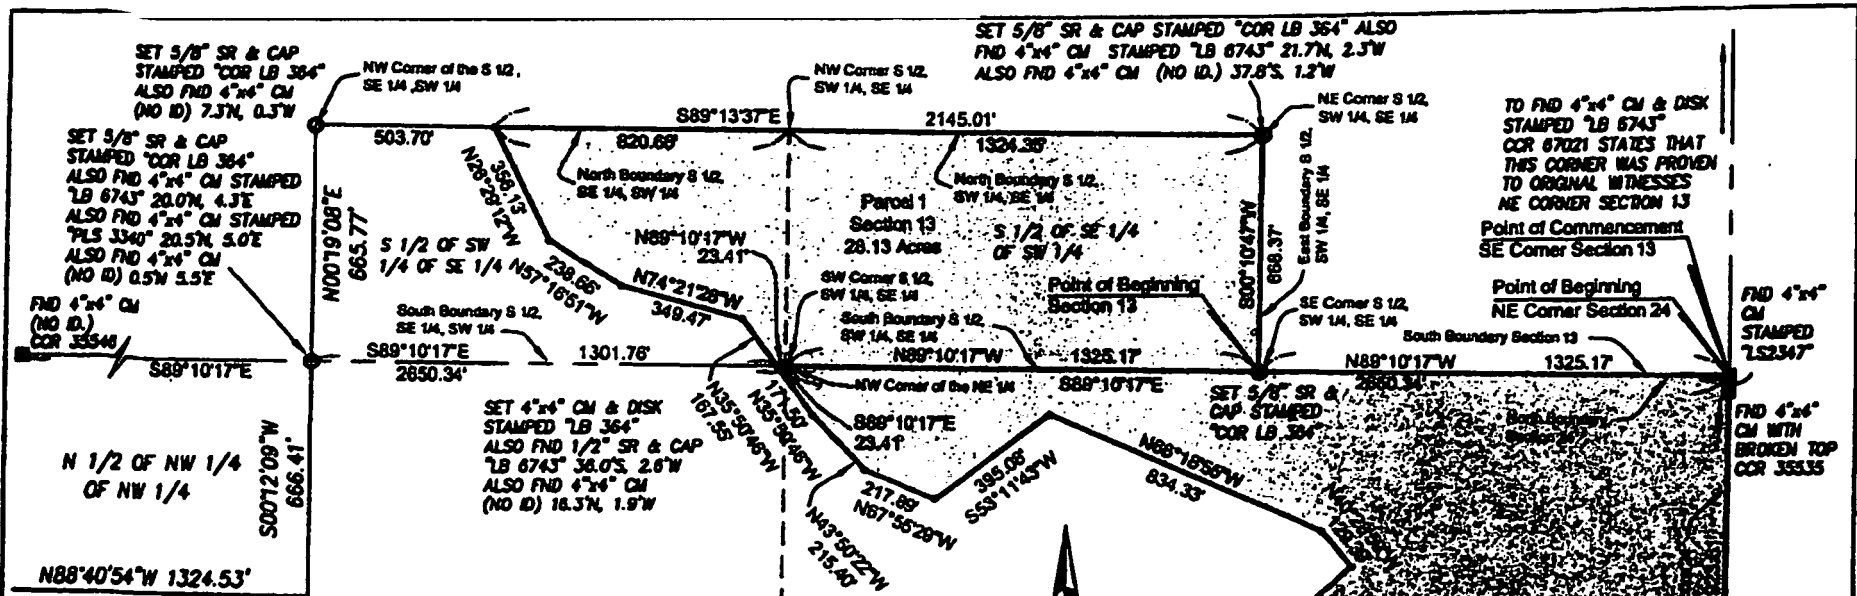 SET 5/8" SR & CAP
STAMPED "COR LB 364"
ALSO FND 4"x4" CM
(NO ID) 7.3'N, 0.3'W
NW Corner of the S 1/2,
SE 1/4 ,SW 1/4
NW Corner S 1/2,
SW 1/4, SE 1/4
SET 5/8" SR & CAP STAMPED "COR LB 364" ALSO
FND 4"x4" CM STAMPED "LB 6743" 21.7'N, 2.3'W
ALSO FND 4"x4" CM (NO ID.) 37.8'S, 1.2'W
NE Corner S 1/2,
SW 1/4, SE 1/4
TO FND 4"x4" CM & DISK
STAMPED "LB 6743"
CCR 67021 STATES THAT
THIS CORNER WAS PROVEN
TO ORIGINAL WITNESSES
NE CORNER SECTION 13
SET 5/8" SR & CAP
STAMPED "COR LB 364"
ALSO FND 4"x4" CM STAMPED
"LB 6743" 20.0'N, 4.3'E
ALSO FND 4"x4" CM STAMPED
"PLS 3340" 20.5'N, 5.0'E
ALSO FND 4"x4" CM
(NO ID) 0.5'N 5.5'E
S89°13'37"E
2145.01'
503.70'
820.66'
1324.35'
N00°19'08"E
665.77'
358.13'
N26°29'12"W
North Boundary S 1/2,
SE 1/4, SW 1/4
North Boundary S 1/2,
SW 1/4, SE 1/4
Parcel 1
Section 13
28.13 Acres
S 1/2 OF SE 1/4
OF SW 1/4
S 1/2 OF SW
1/4 OF SE 1/4
S00°10'47"W
668.37'
East Boundary S 1/2,
SW 1/4, SE 1/4
Point of Commencement
SE Corner Section 13
Point of Beginning
NE Corner Section 24
Point of Beginning
Section 13
N89°10'17"W
23.41'
238.66'
N57°16'51"W
N74°21'28"W
349.47'
SW Corner S 1/2,
SW 1/4, SE 1/4
SE Corner S 1/2,
SW 1/4, SE 1/4
FND 4"x4"
CM
STAMPED
"LS2347"
FND 4"x4" CM
(NO ID.)
CCR 35546
South Boundary S 1/2,
SE 1/4, SW 1/4
South Boundary S 1/2,
SW 1/4, SE 1/4
South Boundary Section 13
S89°10'17"E
S89°10'17"E
1301.76'
2650.34'
N89°10'17"W
1325.17'
S89°10'17"E
N89°10'17"W
1325.17'
2650.34'
NW Corner of the NE 1/4
SET 5/8" SR &
CAP STAMPED
"COR LB 364"
FND 4"x4"
CM WITH
BROKEN TOP
CCR 35535
SET 4"x4" CM & DISK
STAMPED "LB 364"
ALSO FND 1/2" SR & CAP
"LB 6743" 36.0'S, 2.6'W
ALSO FND 4"x4" CM
(NO ID) 16.3'N, 1.9'W
N35°50'46"W
167.55'
171.50'
N35°50'46"W
S89°10'17"E
23.41'
N 1/2 OF NW 1/4
OF NW 1/4
S00°12'09"W
666.41'
217.89'
N67°55'29"W
N43°50'22"W
215.40'
395.08'
S53°11'43"W
834.33'
N88°40'54"W 1324.53'